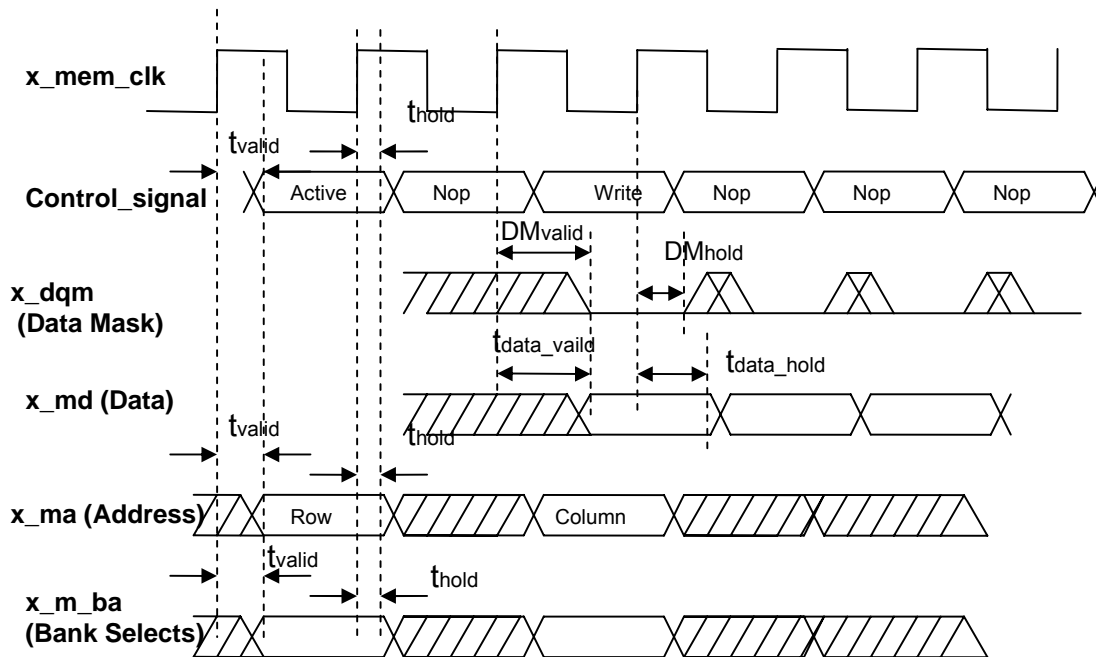 x_mem_clk
thold
tvalid
Control_signal
Active
Nop
Write
Nop
Nop
Nop
DMvalid
DMhold
x_dqm
(Data Mask)
tdata_vaild
tdata_hold
x_md (Data)
tvalid
thold
x_ma (Address)
Row
Column
tvalid
thold
x_m_ba
(Bank Selects)